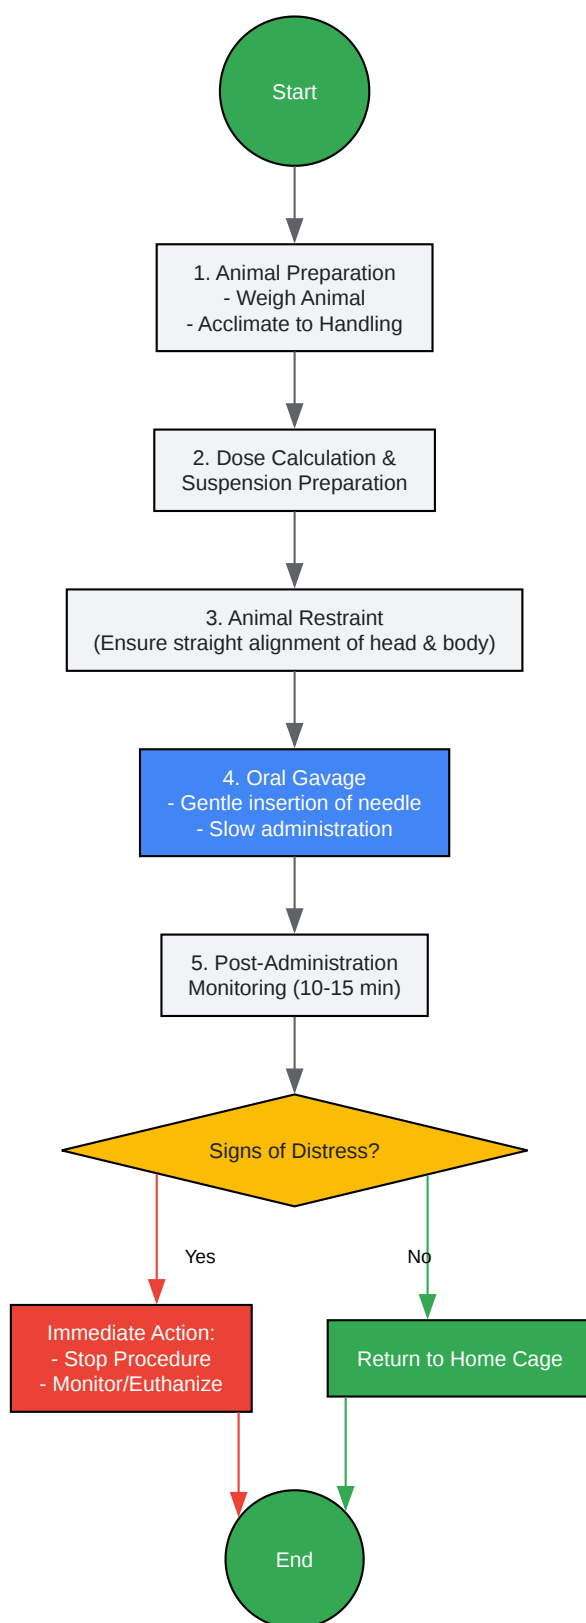 Start
1. Animal Preparation
- Weigh Animal
- Acclimate to Handling
2. Dose Calculation &
Suspension Preparation
3. Animal Restraint
(Ensure straight alignment of head & body)
4. Oral Gavage
- Gentle insertion of needle
- Slow administration
5. Post-Administration
Monitoring (10-15 min)
Signs of Distress?
Yes
No
Immediate Action:
- Stop Procedure
- Monitor/Euthanize
Return to Home Cage
End